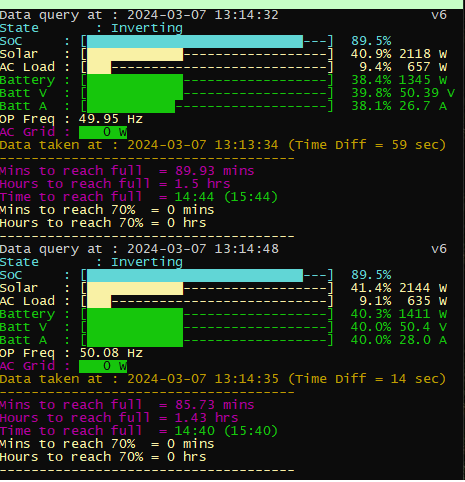 Data query at : 2024-03-07 13:14:32 v6
State : Inverting
SoC : [---] 89.5%
Solar : [------------------] 40.9% 2118 W
AC Load : [---------------------------] 9.4% 657 W
Battery : [------------------] 38.4% 1345 W
Batt V : [------------------] 39.8% 50.39 V
Batt A : [-------------------] 38.1% 26.7 A
OP Freq : 49.95 Hz
AC Grid : 0 W
Data taken at : 2024-03-07 13:13:34 (Time Diff = 59 sec)
-------------------------------------
Mins to reach full = 89.93 mins
Hours to reach full = 1.5 hrs
Time to reach full = 14:44 (15:44)
Mins to reach 70% = 0 mins
Hours to reach 70% = 0 hrs
-------------------------------------
Data query at : 2024-03-07 13:14:48 v6
State : Inverting
SoC : [---] 89.5%
Solar : [------------------] 41.4% 2144 W
AC Load : [---------------------------] 9.1% 635 W
Battery : [------------------] 40.3% 1411 W
Batt V : [------------------] 40.0% 50.4 V
Batt A : [------------------] 40.0% 28.0 A
OP Freq : 50.08 Hz
AC Grid : 0 W
Data taken at : 2024-03-07 13:14:35 (Time Diff = 14 sec)
-------------------------------------
Mins to reach full = 85.73 mins
Hours to reach full = 1.43 hrs
Time to reach full = 14:40 (15:40)
Mins to reach 70% = 0 mins
Hours to reach 70% = 0 hrs
-------------------------------------